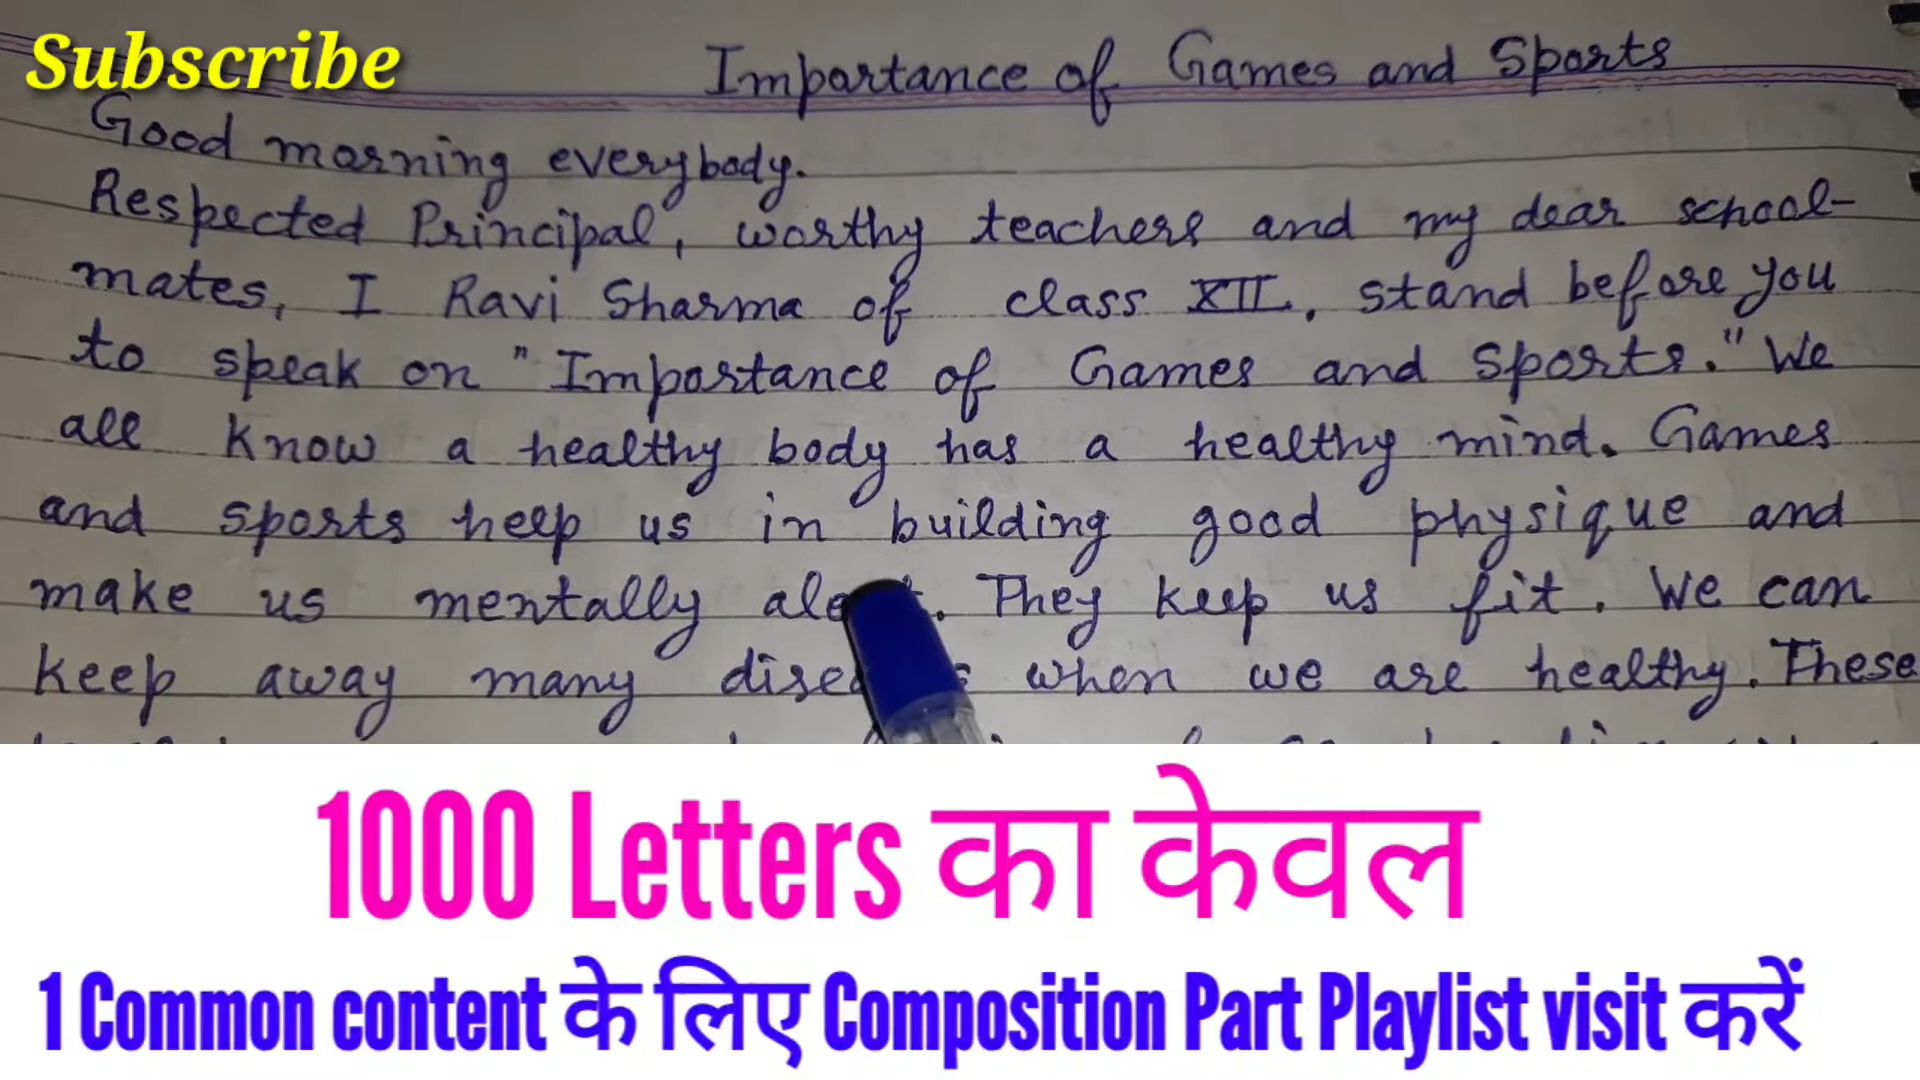 Subscribe
Importance of Games and Sports
Good morning everybody.
Respected Principal, worthy teachers and my dear school-
mates, I Ravi Sharma of class XII, stand before you
to speak on "Importance of Games and Sports." We
all know a healthy body has a healthy mind. Games
and sports help us in building good physique and
make us mentally alert. They keep us fit. We can
keep away many when we are healthy. These
1000 Letters का केवल
1 Common content के लिए Composition Part Playlist visit करें